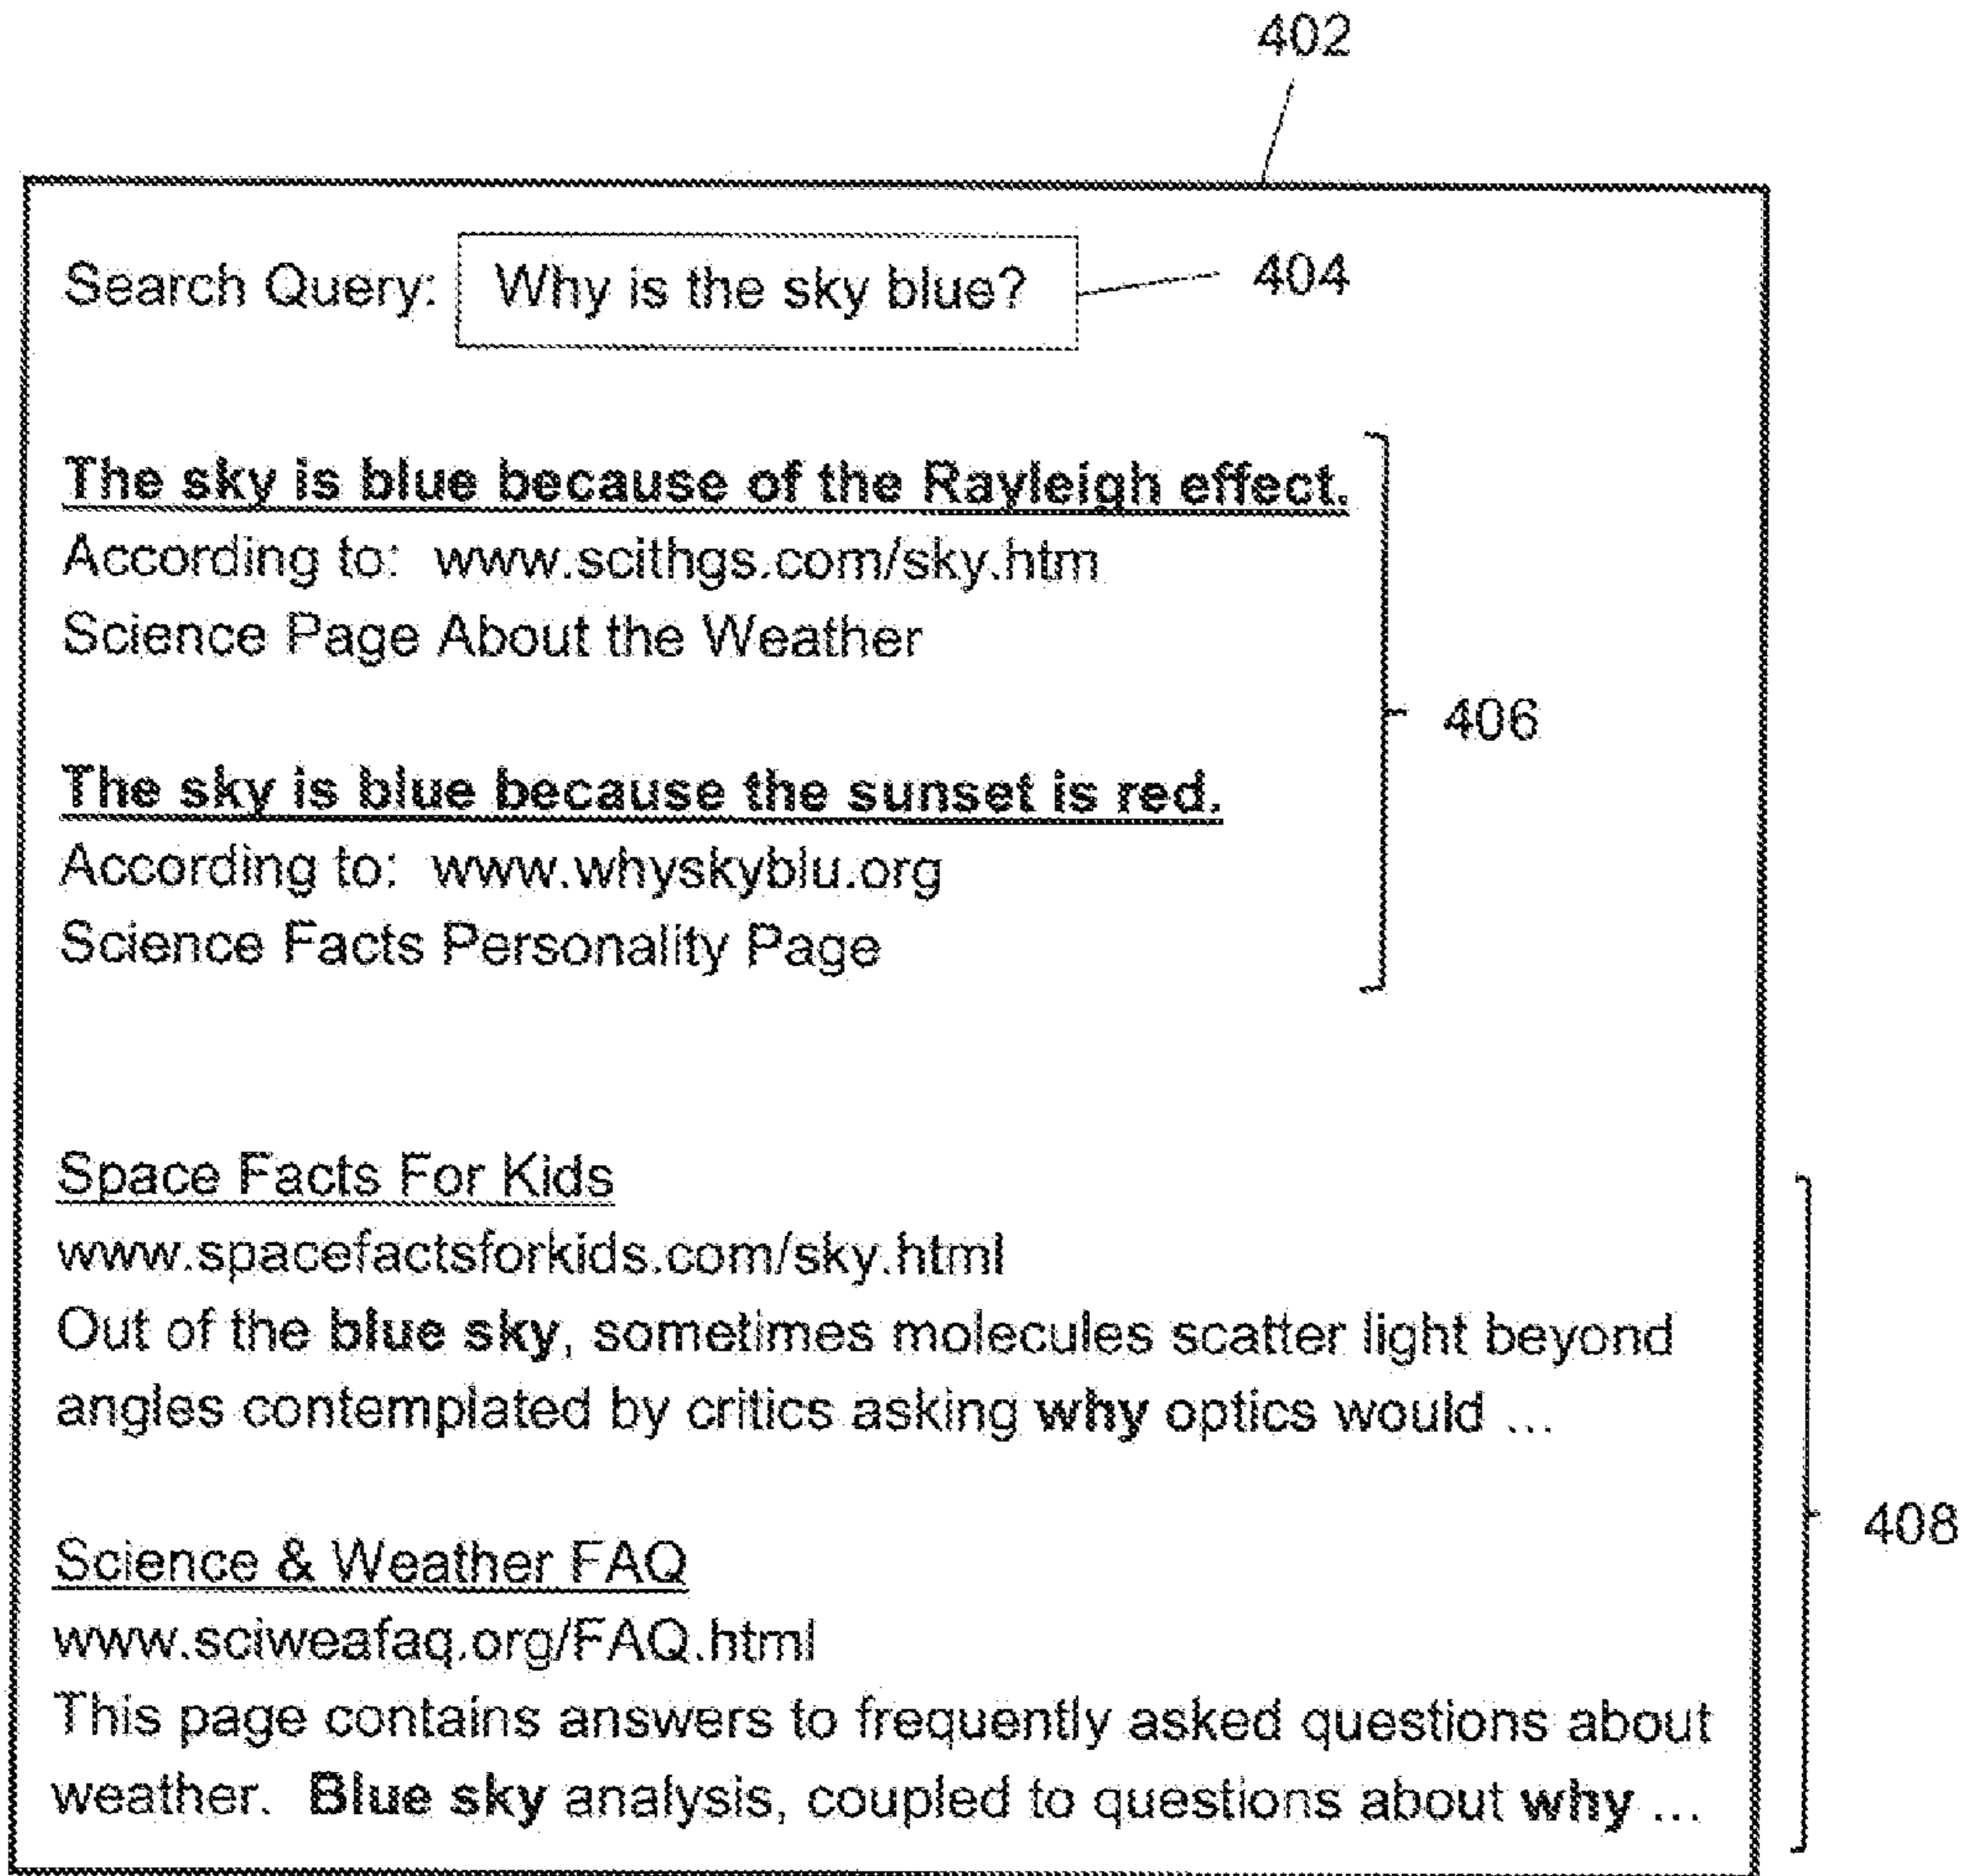 402
Search Query: Why is the sky blue? 404
The sky is blue because of the Rayleigh effect.
According to: www.scithgs.com/sky.htm
Science Page About the Weather
406
The sky is blue because the sunset is red.
According to: www.whyskyblu.org
Science Facts Personality Page
Space Facts For Kids
www.spacefactsforkids.com/sky.html
Out of the blue sky, sometimes molecules scatter light beyond
angles contemplated by critics asking why optics would ...
408
Science & Weather FAQ
www.sciweafaq.org/FAQ.html
This page contains answers to frequently asked questions about
weather. Blue sky analysis, coupled to questions about why ...